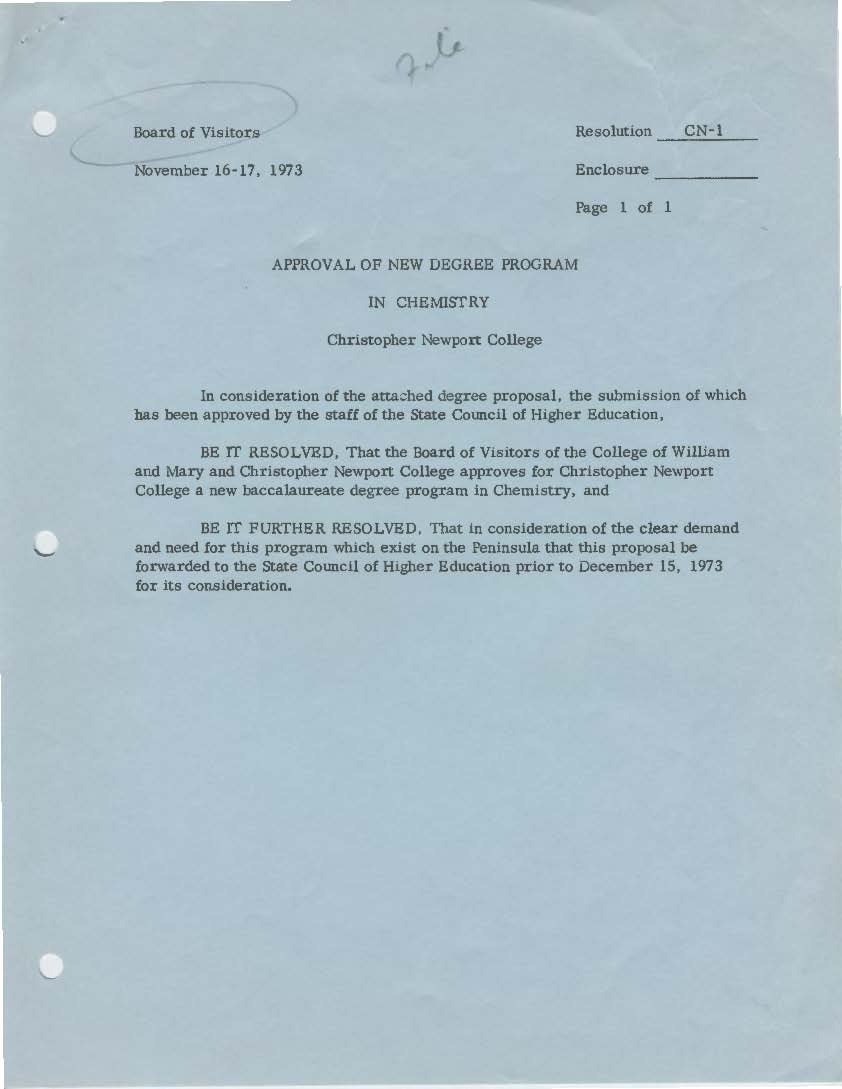 File
Board of Visitors
Resolution CN-1
November 16-17, 1973
Enclosure
Page 1 of 1
APPROVAL OF NEW DEGREE PROGRAM
IN CHEMISTRY
Christopher Newport College
In consideration of the attached degree proposal, the submission of which
has been approved by the staff of the State Council of Higher Education,
BE IT RESOLVED, That the Board of Visitors of the College of William
and Mary and Christopher Newport College approves for Christopher Newport
College a new baccalaureate degree program in Chemistry, and
BE IT FURTHER RESOLVED, That in consideration of the clear demand
and need for this program which exist on the Peninsula that this proposal be
forwarded to the State Council of Higher Education prior to December 15, 1973
for its consideration.